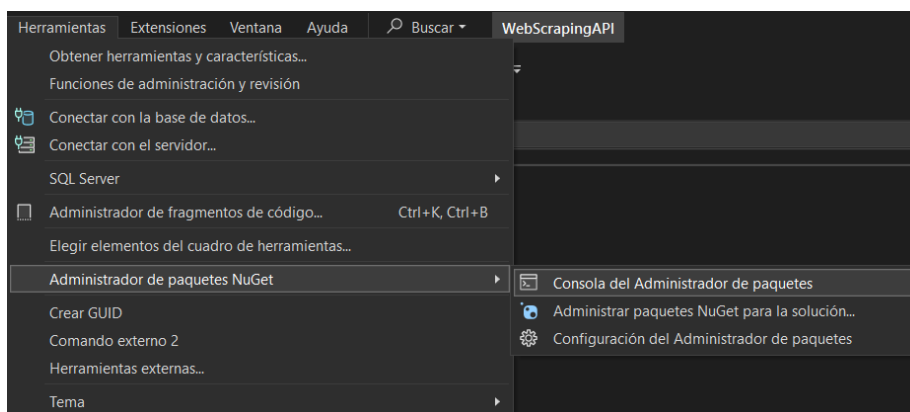 Herramientas Extensiones Ventana Ayuda Buscar WebScrapingAPI
Obtener herramientas y características...
Funciones de administración y revisión
Conectar con la base de datos...
Conectar con el servidor...
SQL Server
Administrador de fragmentos de código... Ctrl+K, Ctrl+B
Elegir elementos del cuadro de herramientas...
Administrador de paquetes NuGet
Consola del Administrador de paquetes
Crear GUID
Administrar paquetes NuGet para la solución...
Comando externo 2
Configuración del Administrador de paquetes
Herramientas externas...
Tema